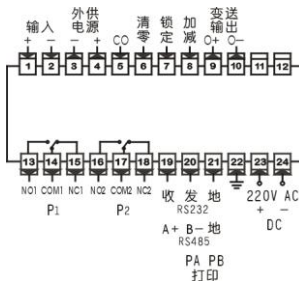 外供 清 锁 加 变送
输入 电源 零 定 减 输出
+ - - + CO O+ O-
1 2 3 4 5 6 7 8 9 10 11 12
13 14 15 16 17 18 19 20 21 22 23 24
NO1 COM1 NC1 NO2 COM2 NC2 收 发 地 220V AC
P1 P2 RS232 + - DC
A+ B- 地
RS485
PA PB
打印